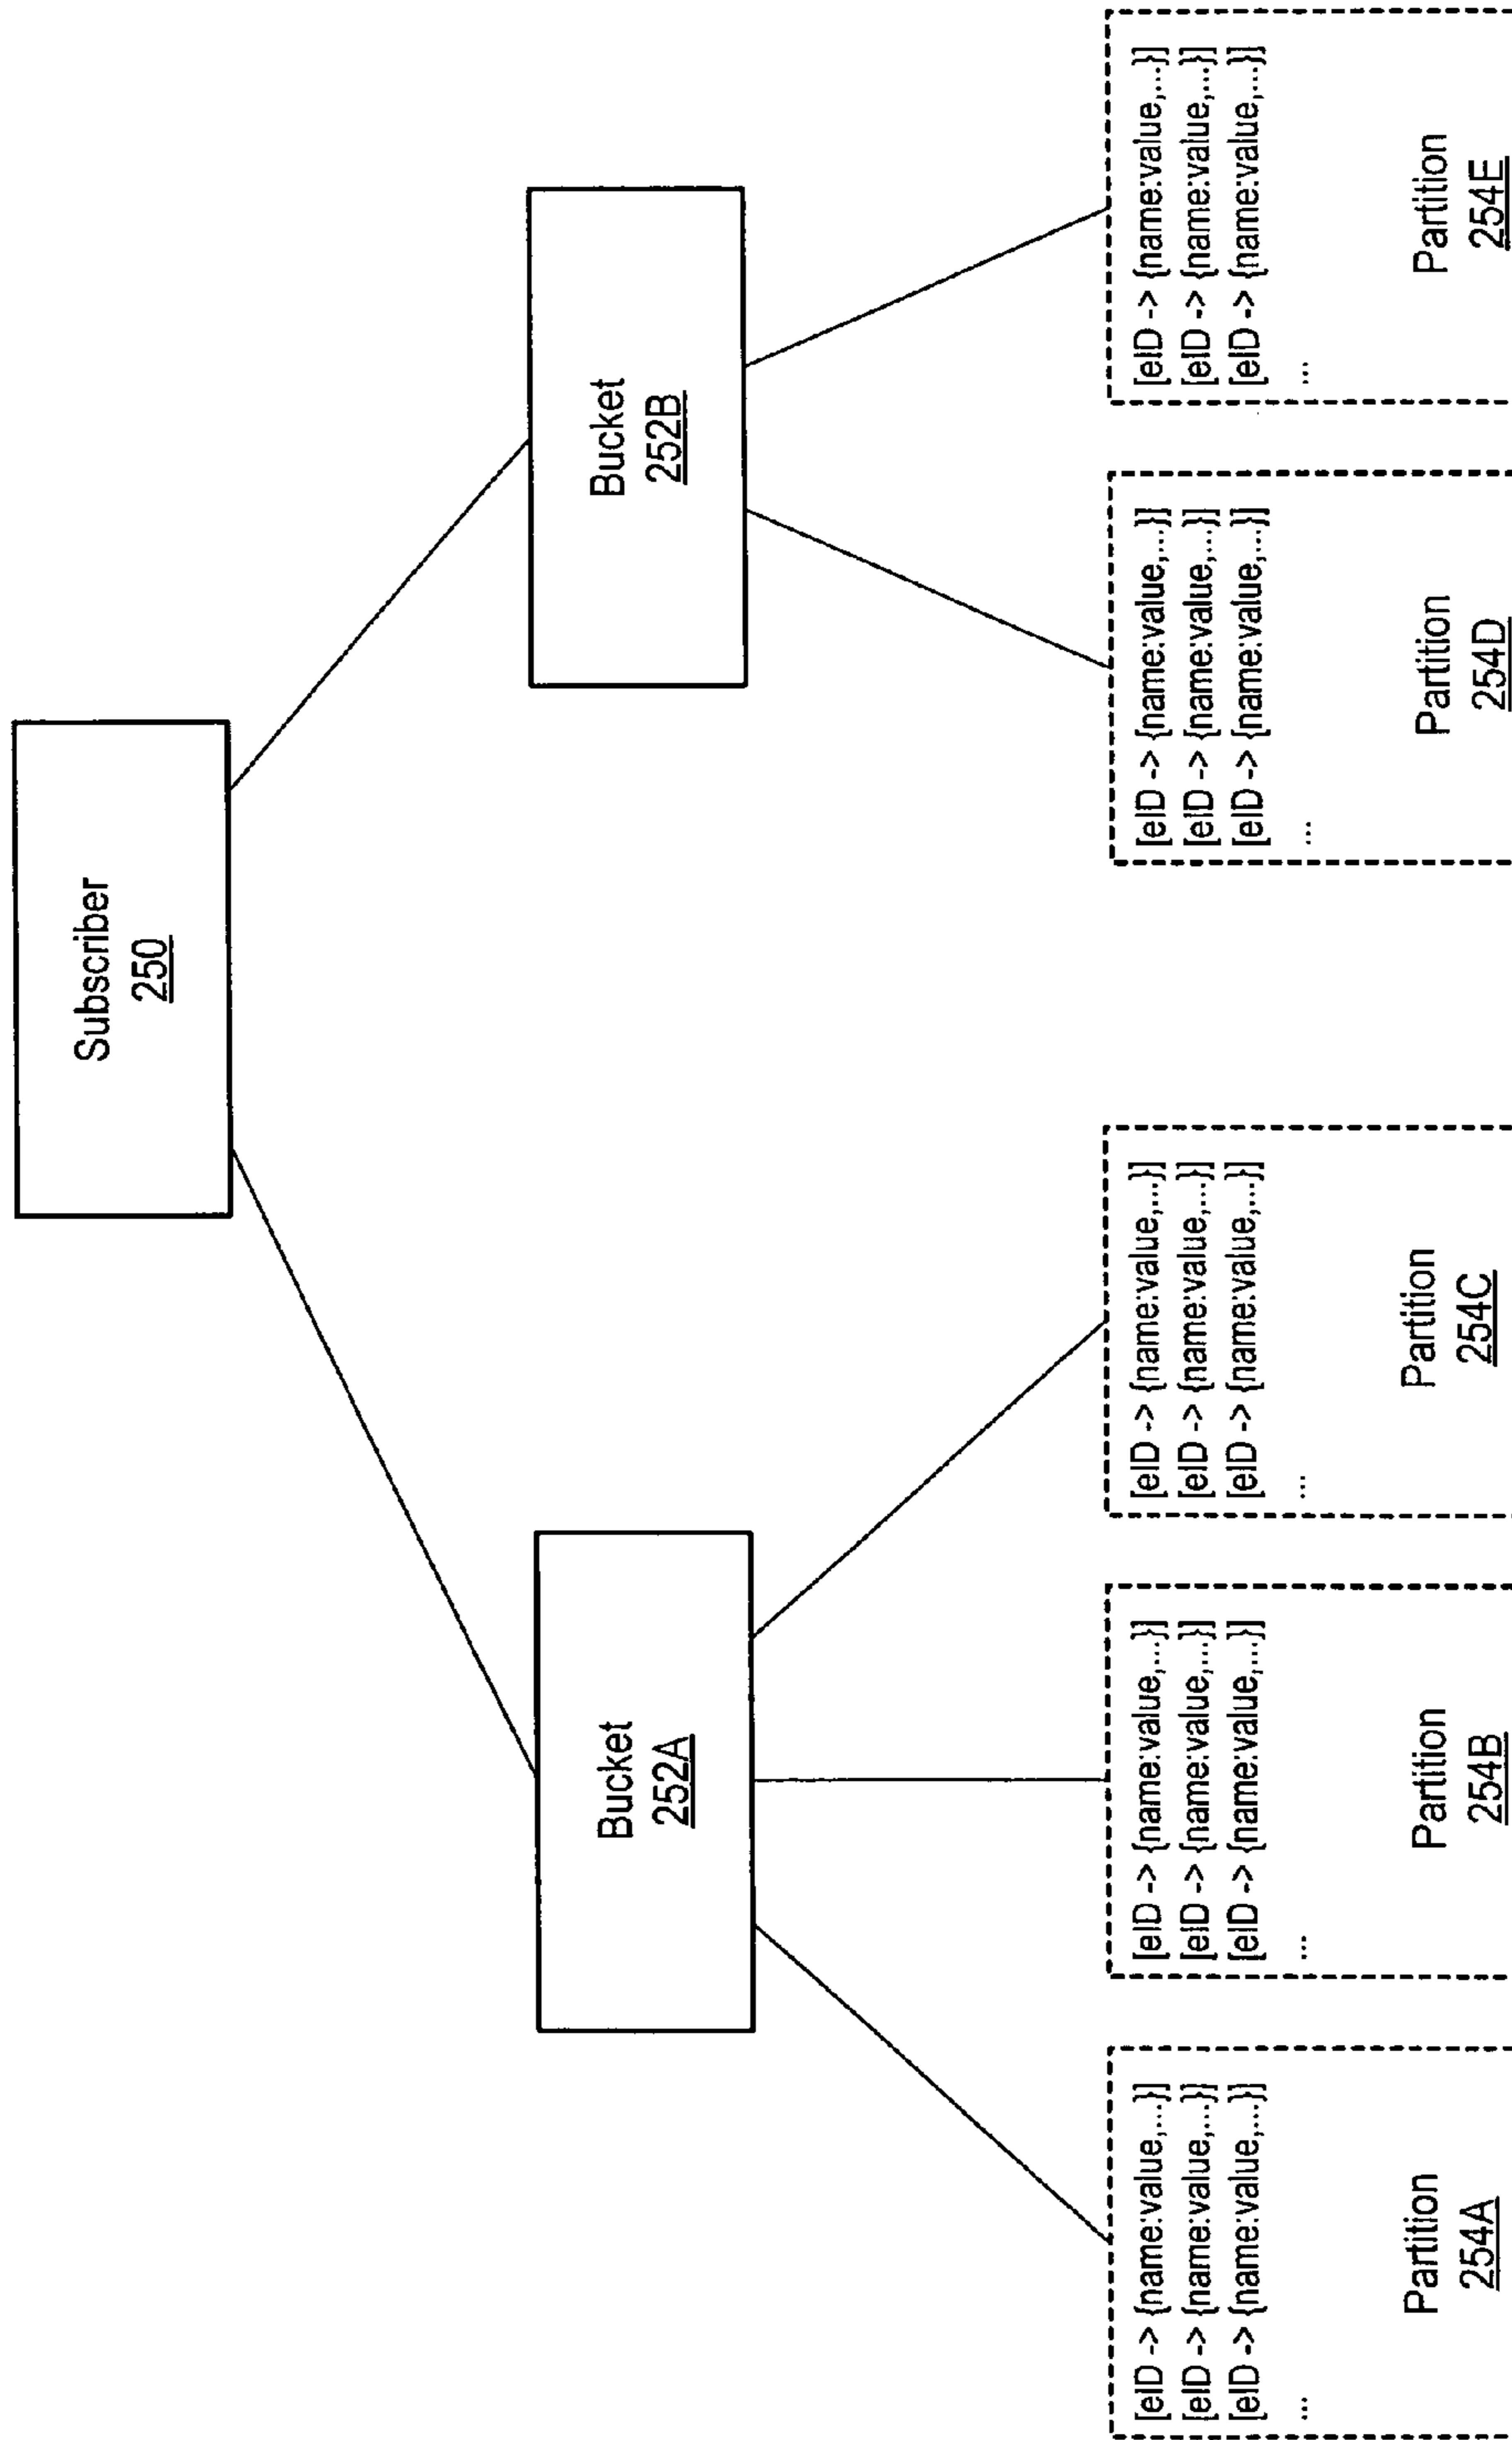 Subscriber
250
Bucket
252A
Bucket
252B
[eID -> {name:value,...}]
[eID -> {name:value,...}]
[eID -> {name:value,...}]
...
Partition
254A
[eID -> {name:value,...}]
[eID -> {name:value,...}]
[eID -> {name:value,...}]
...
Partition
254B
[eID -> {name:value,...}]
[eID -> {name:value,...}]
[eID -> {name:value,...}]
...
Partition
254C
[eID -> {name:value,...}]
[eID -> {name:value,...}]
[eID -> {name:value,...}]
...
Partition
254D
[eID -> {name:value,...}]
[eID -> {name:value,...}]
[eID -> {name:value,...}]
...
Partition
254E